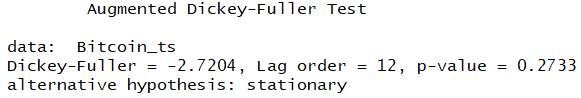 Augmented Dickey-Fuller Test
data: Bitcoin_ts
Dickey-Fuller = -2.7204, Lag order = 12, p-value = 0.2733
alternative hypothesis: stationary